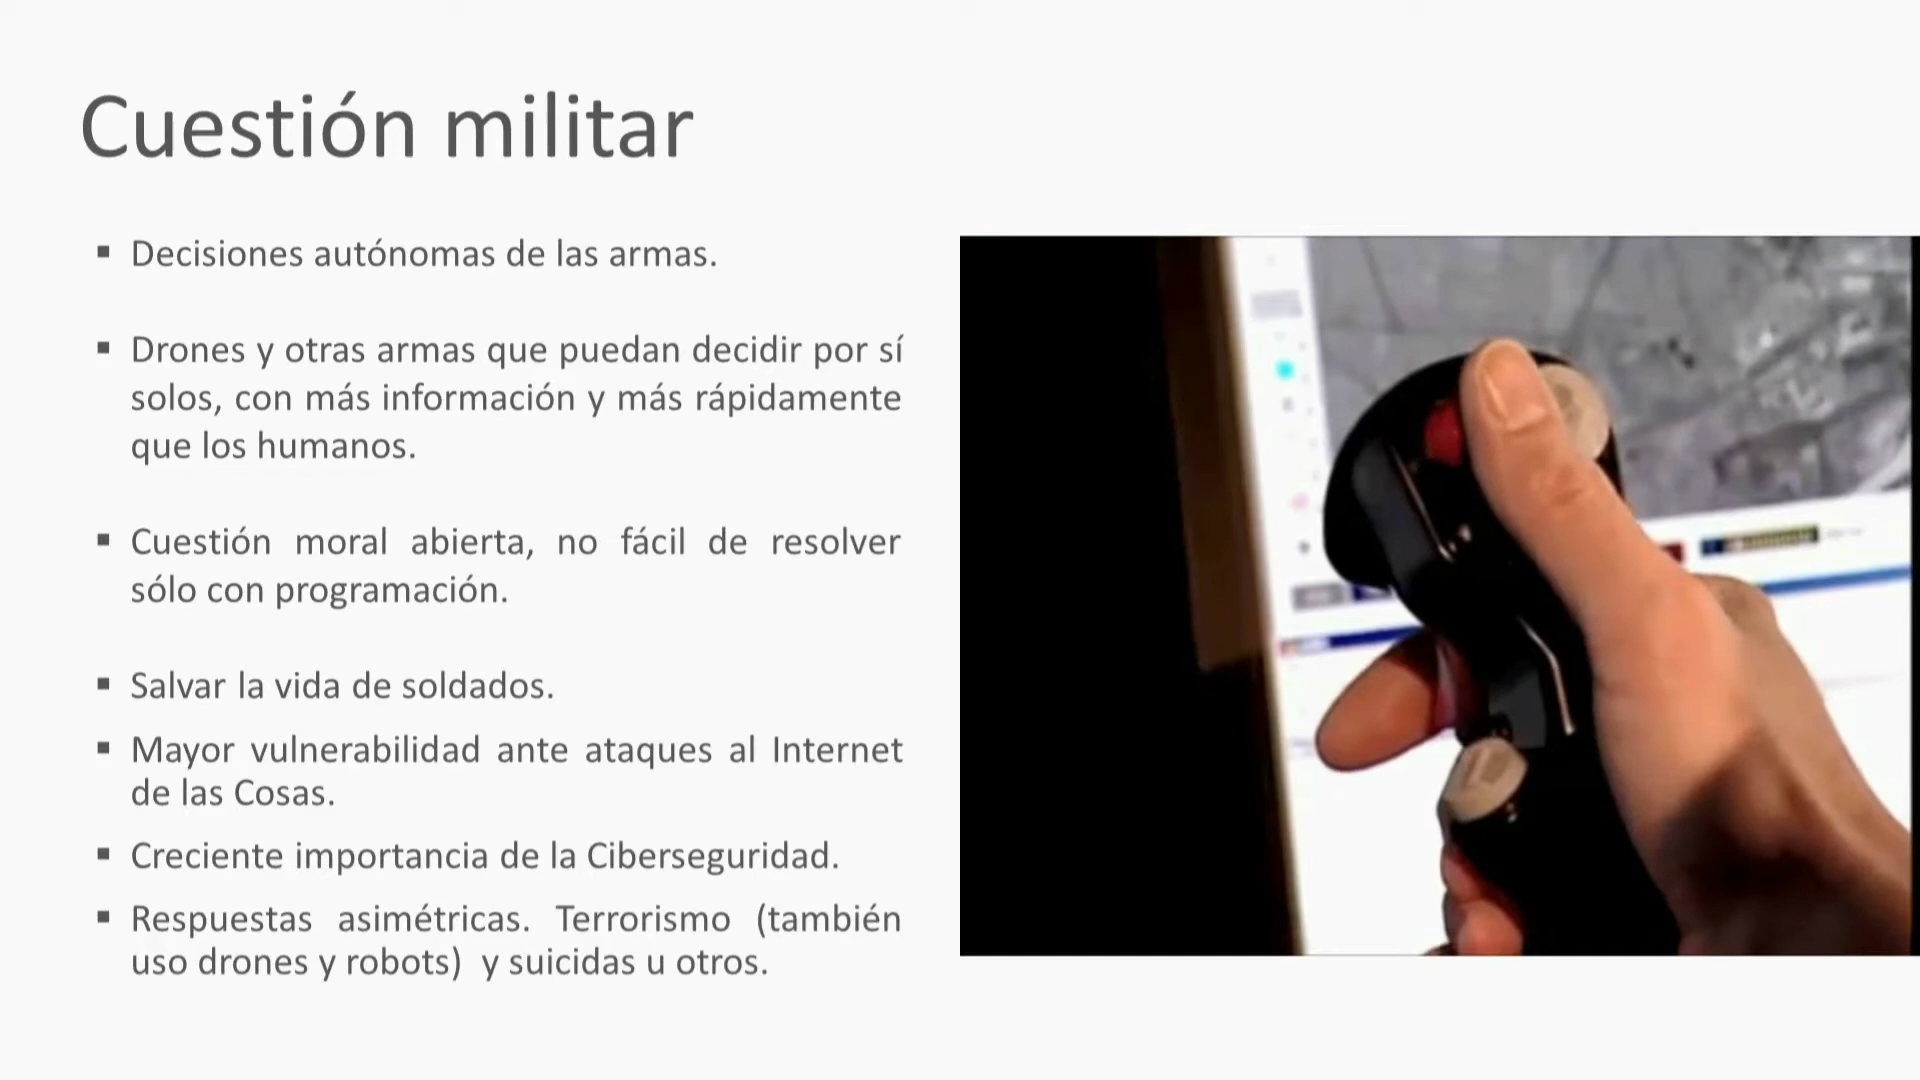 Cuestión militar
▪ Decisiones autónomas de las armas.
▪ Drones y otras armas que puedan decidir por sí
solos, con más información y más rápidamente
que los humanos.
▪ Cuestión moral abierta, no fácil de resolver
sólo con programación.
▪ Salvar la vida de soldados.
▪ Mayor vulnerabilidad ante ataques al Internet
de las Cosas.
▪ Creciente importancia de la Ciberseguridad.
▪ Respuestas asimétricas. Terrorismo (también
uso drones y robots)  y suicidas u otros.